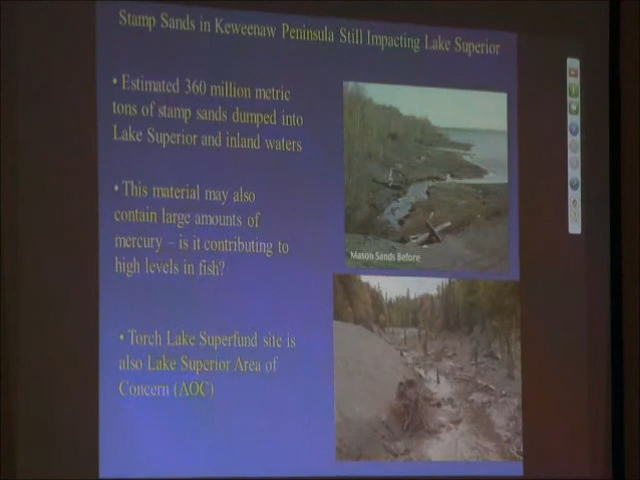 Stamp Sands in Keweenaw Peninsula Still Impacting Lake Superior
• Estimated 360 million metric
tons of stamp sands dumped into
Lake Superior and inland waters
• This material may also
contain large amounts of
mercury – is it contributing to
high levels in fish?
• Torch Lake Superfund site is
also Lake Superior Area of
Concern (AOC)
Mason Sands Before